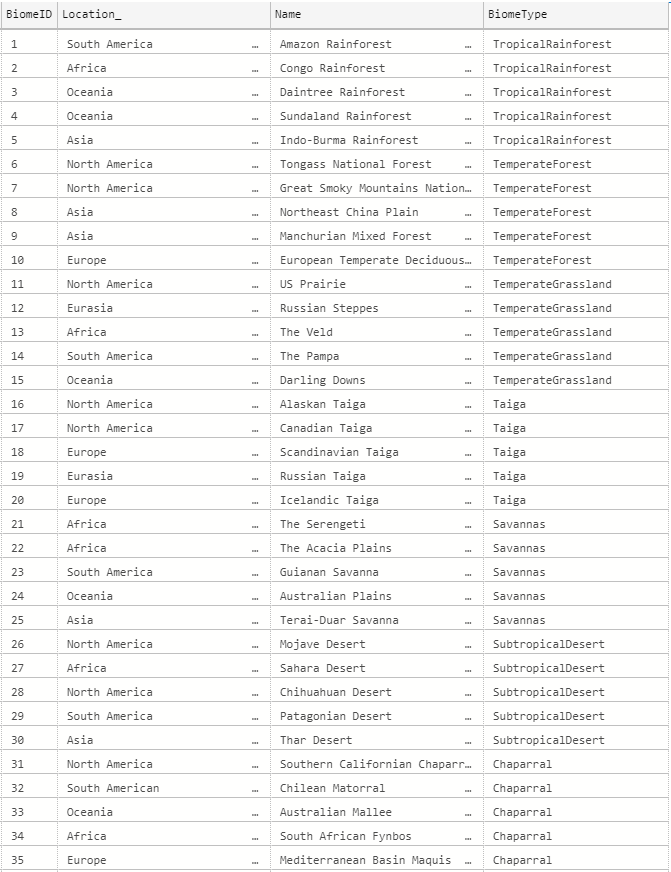 BiomeID Location_ Name BiomeType
1 South America … Amazon Rainforest … TropicalRainforest
2 Africa … Congo Rainforest … TropicalRainforest
3 Oceania … Daintree Rainforest … TropicalRainforest
4 Oceania … Sundaland Rainforest … TropicalRainforest
5 Asia … Indo-Burma Rainforest … TropicalRainforest
6 North America … Tongass National Forest … TemperateForest
7 North America … Great Smoky Mountains Nation… TemperateForest
8 Asia … Northeast China Plain … TemperateForest
9 Asia … Manchurian Mixed Forest … TemperateForest
10 Europe … European Temperate Deciduous… TemperateForest
11 North America … US Prairie … TemperateGrassland
12 Eurasia … Russian Steppes … TemperateGrassland
13 Africa … The Veld … TemperateGrassland
14 South America … The Pampa … TemperateGrassland
15 Oceania … Darling Downs … TemperateGrassland
16 North America … Alaskan Taiga … Taiga
17 North America … Canadian Taiga … Taiga
18 Europe … Scandinavian Taiga … Taiga
19 Eurasia … Russian Taiga … Taiga
20 Europe … Icelandic Taiga … Taiga
21 Africa … The Serengeti … Savannas
22 Africa … The Acacia Plains … Savannas
23 South America … Guianan Savanna … Savannas
24 Oceania … Australian Plains … Savannas
25 Asia … Terai-Duar Savanna … Savannas
26 North America … Mojave Desert … SubtropicalDesert
27 Africa … Sahara Desert … SubtropicalDesert
28 North America … Chihuahuan Desert … SubtropicalDesert
29 South America … Patagonian Desert … SubtropicalDesert
30 Asia … Thar Desert … SubtropicalDesert
31 North America … Southern Californian Chaparr… Chaparral
32 South American … Chilean Matorral … Chaparral
33 Oceania … Australian Mallee … Chaparral
34 Africa … South African Fynbos … Chaparral
35 Europe … Mediterranean Basin Maquis … Chaparral